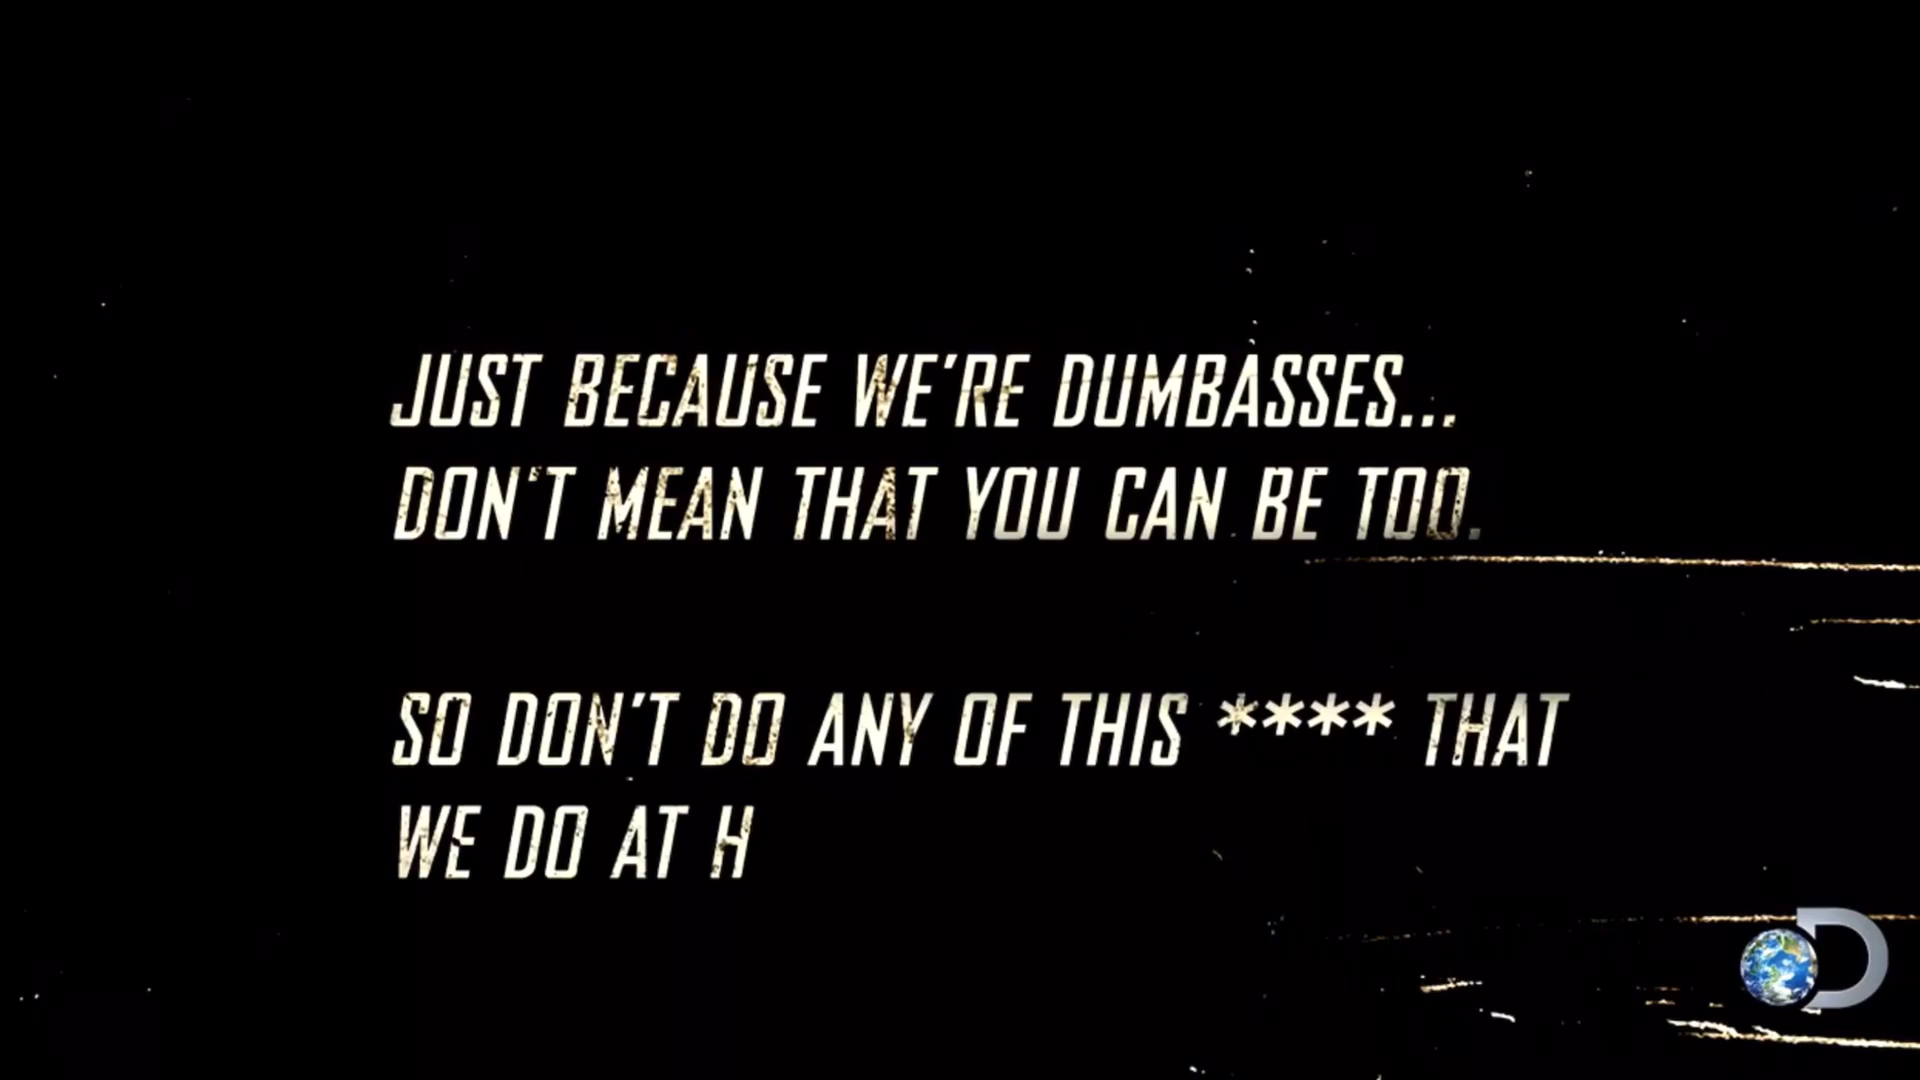 JUST BECAUSE WE'RE DUMBASSES...
DON'T MEAN THAT YOU CAN BE TOO.
SO DON'T DO ANY OF THIS **** THAT
WE DO AT H